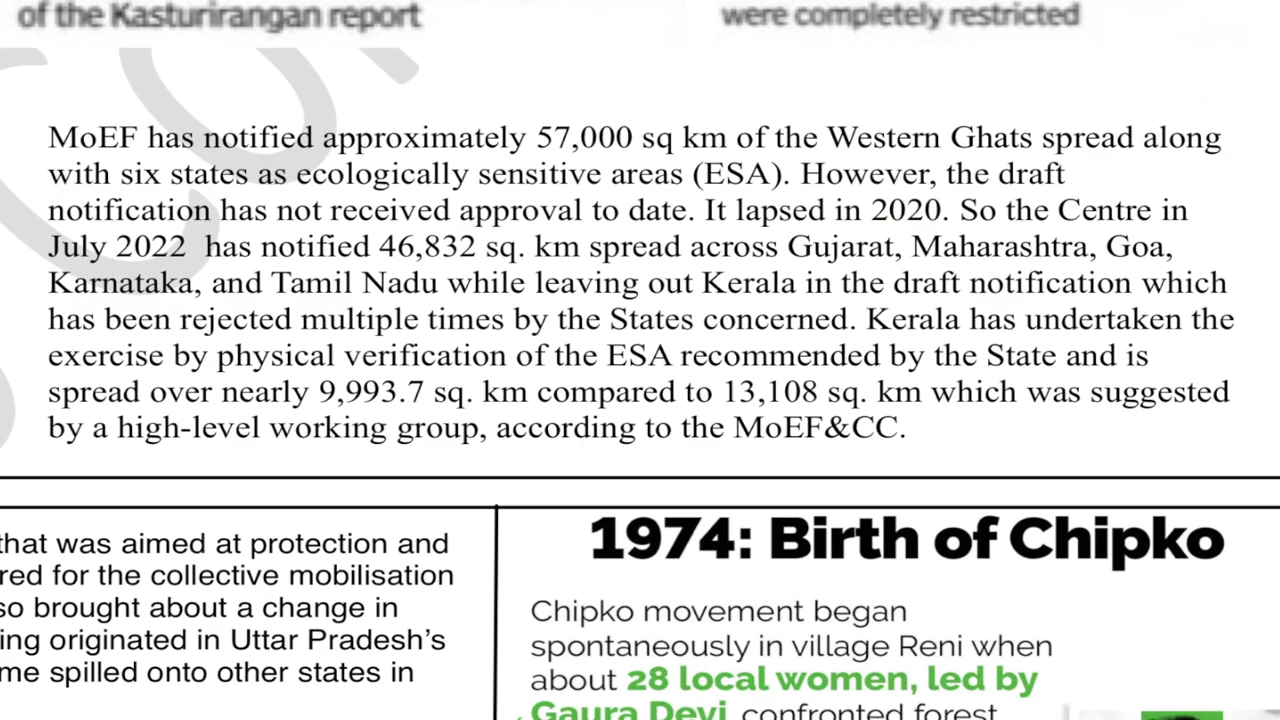 of the Kasturirangan report
were completely restricted
MoEF has notified approximately 57,000 sq km of the Western Ghats spread along
with six states as ecologically sensitive areas (ESA). However, the draft
notification has not received approval to date. It lapsed in 2020. So the Centre in
July 2022 has notified 46,832 sq. km spread across Gujarat, Maharashtra, Goa,
Karnataka, and Tamil Nadu while leaving out Kerala in the draft notification which
has been rejected multiple times by the States concerned. Kerala has undertaken the
exercise by physical verification of the ESA recommended by the State and is
spread over nearly 9,993.7 sq. km compared to 13,108 sq. km which was suggested
by a high-level working group, according to the MoEF&CC.
that was aimed at protection and
red for the collective mobilisation
so brought about a change in
ing originated in Uttar Pradesh's
me spilled onto other states in
1974: Birth of Chipko
Chipko movement began
spontaneously in village Reni when
about 28 local women, led by
Gaura Devi, confronted forest